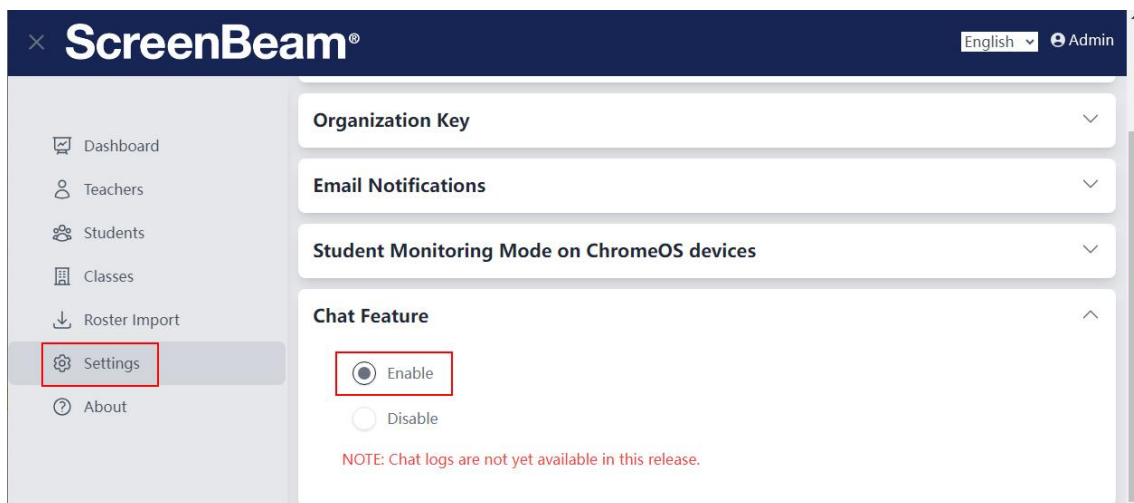 ScreenBeam®
English
Admin
Dashboard
Teachers
Students
Classes
Roster Import
Settings
About
Organization Key
Email Notifications
Student Monitoring Mode on ChromeOS devices
Chat Feature
Enable
Disable
NOTE: Chat logs are not yet available in this release.